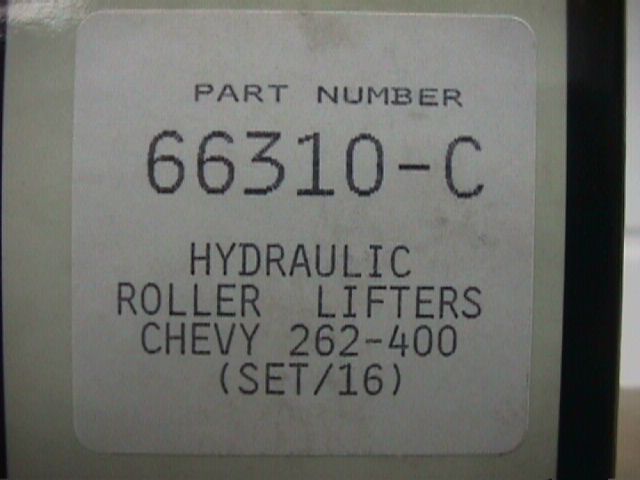 PART NUMBER
66310-C
HYDRAULIC
ROLLER LIFTERS
CHEVY 262-400
(SET/16)